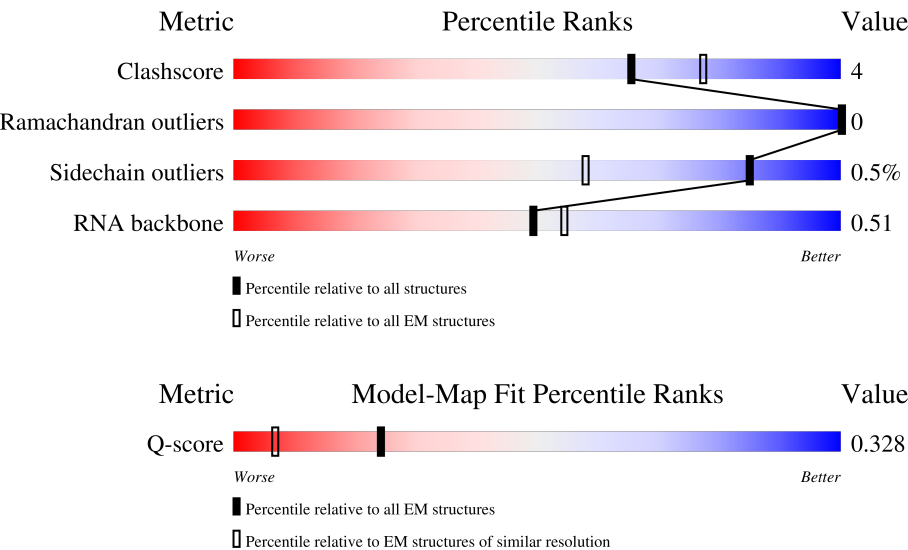 Metric Percentile Ranks Value
Clashscore 4
Ramachandran outliers 0
Sidechain outliers 0.5%
RNA backbone 0.51
Worse Better
Percentile relative to all structures
Percentile relative to all EM structures
Metric Model-Map Fit Percentile Ranks Value
Q-score 0.328
Worse Better
Percentile relative to all EM structures
Percentile relative to EM structures of similar resolution